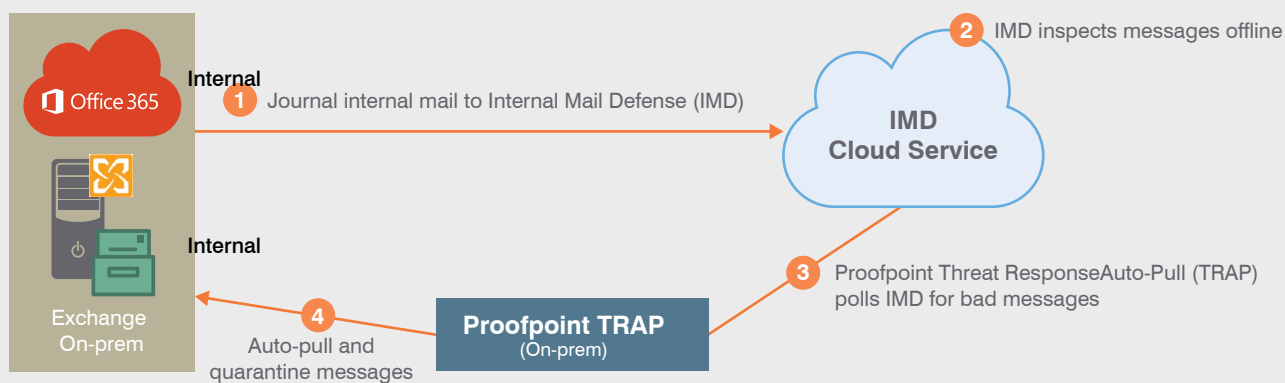 Office 365
Internal
1 Journal internal mail to Internal Mail Defense (IMD)
2 IMD inspects messages offline
IMD
Cloud Service
Internal
Exchange
On-prem
3 Proofpoint Threat ResponseAuto-Pull (TRAP)
polls IMD for bad messages
Proofpoint TRAP
(On-prem)
4
Auto-pull and
quarantine messages